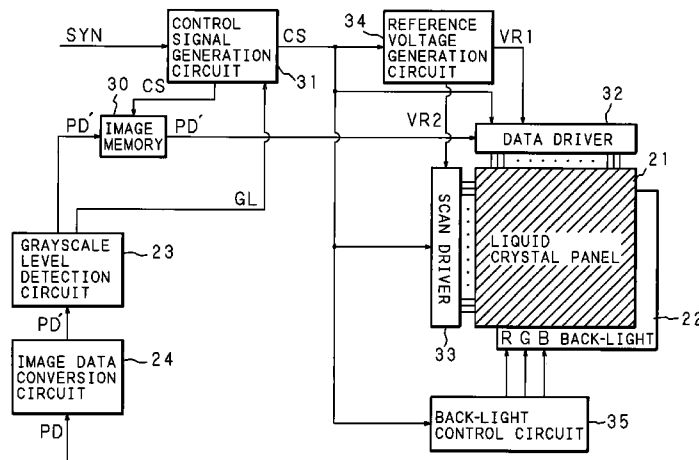 SYN
CONTROL
SIGNAL
GENERATION
CIRCUIT
31
CS
34
REFERENCE
VOLTAGE
GENERATION
CIRCUIT
VR1
CS
30
IMAGE
MEMORY
PD'
PD'
VR2
32
DATA DRIVER
21
GL
SCAN DRIVER
33
LIQUID
CRYSTAL PANEL
22
R G B BACK-LIGHT
GRAYSCALE
LEVEL
DETECTION
CIRCUIT
23
PD'
IMAGE DATA
CONVERSION
CIRCUIT
24
PD
BACK-LIGHT
CONTROL CIRCUIT
35